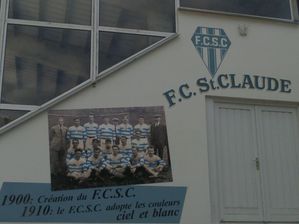 F.C.S.C
F.C. St. CLAUDE
1900: Création du F.C.S.C.
1910: le F.C.S.C. adopte les couleurs
ciel et blanc